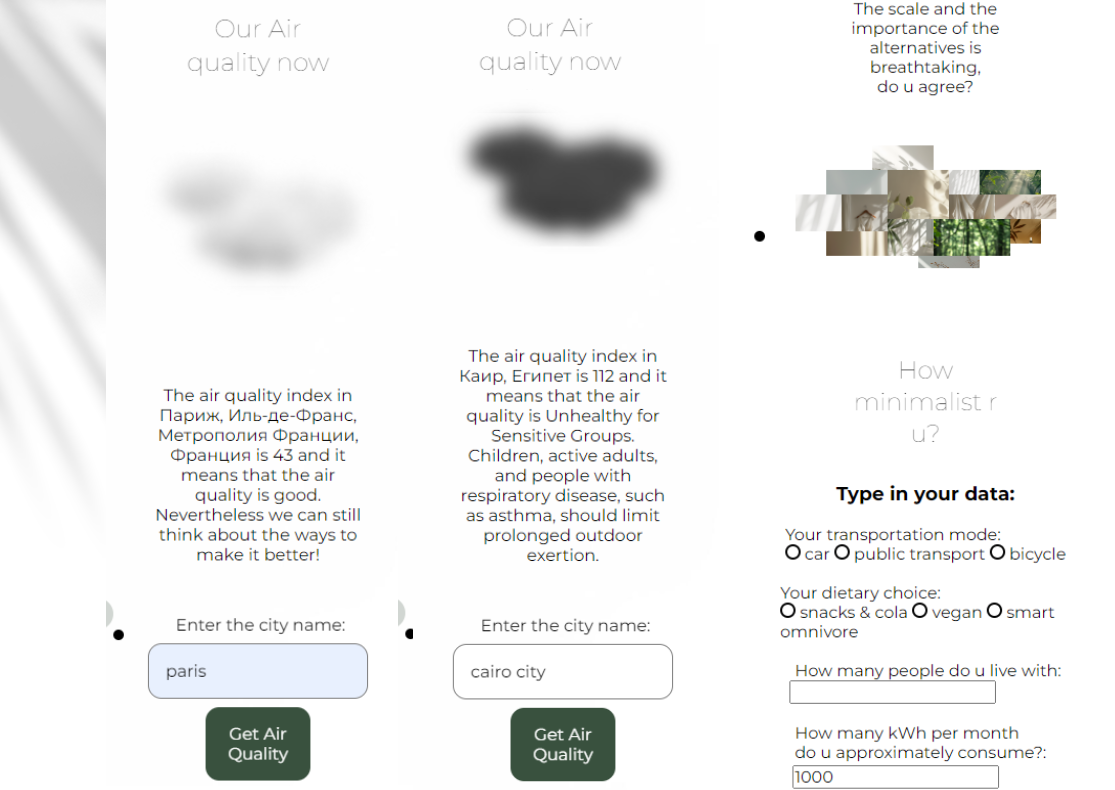 Our Air
quality now
The air quality index in
Париж, Иль-де-Франс,
Метрополия Франции,
Франция is 43 and it
means that the air
quality is good.
Nevertheless we can still
think about the ways to
make it better!
Enter the city name:
paris
Get Air
Quality
Our Air
quality now
The air quality index in
Каир, Египет is 112 and it
means that the air
quality is Unhealthy for
Sensitive Groups.
Children, active adults,
and people with
respiratory disease, such
as asthma, should limit
prolonged outdoor
exertion.
Enter the city name:
cairo city
Get Air
Quality
The scale and the
importance of the
alternatives is
breathtaking,
do u agree?
How
minimalist r
u?
Type in your data:
Your transportation mode:
car public transport bicycle
Your dietary choice:
snacks & cola vegan smart
omnivore
How many people do u live with:
How many kWh per month
do u approximately consume?:
1000